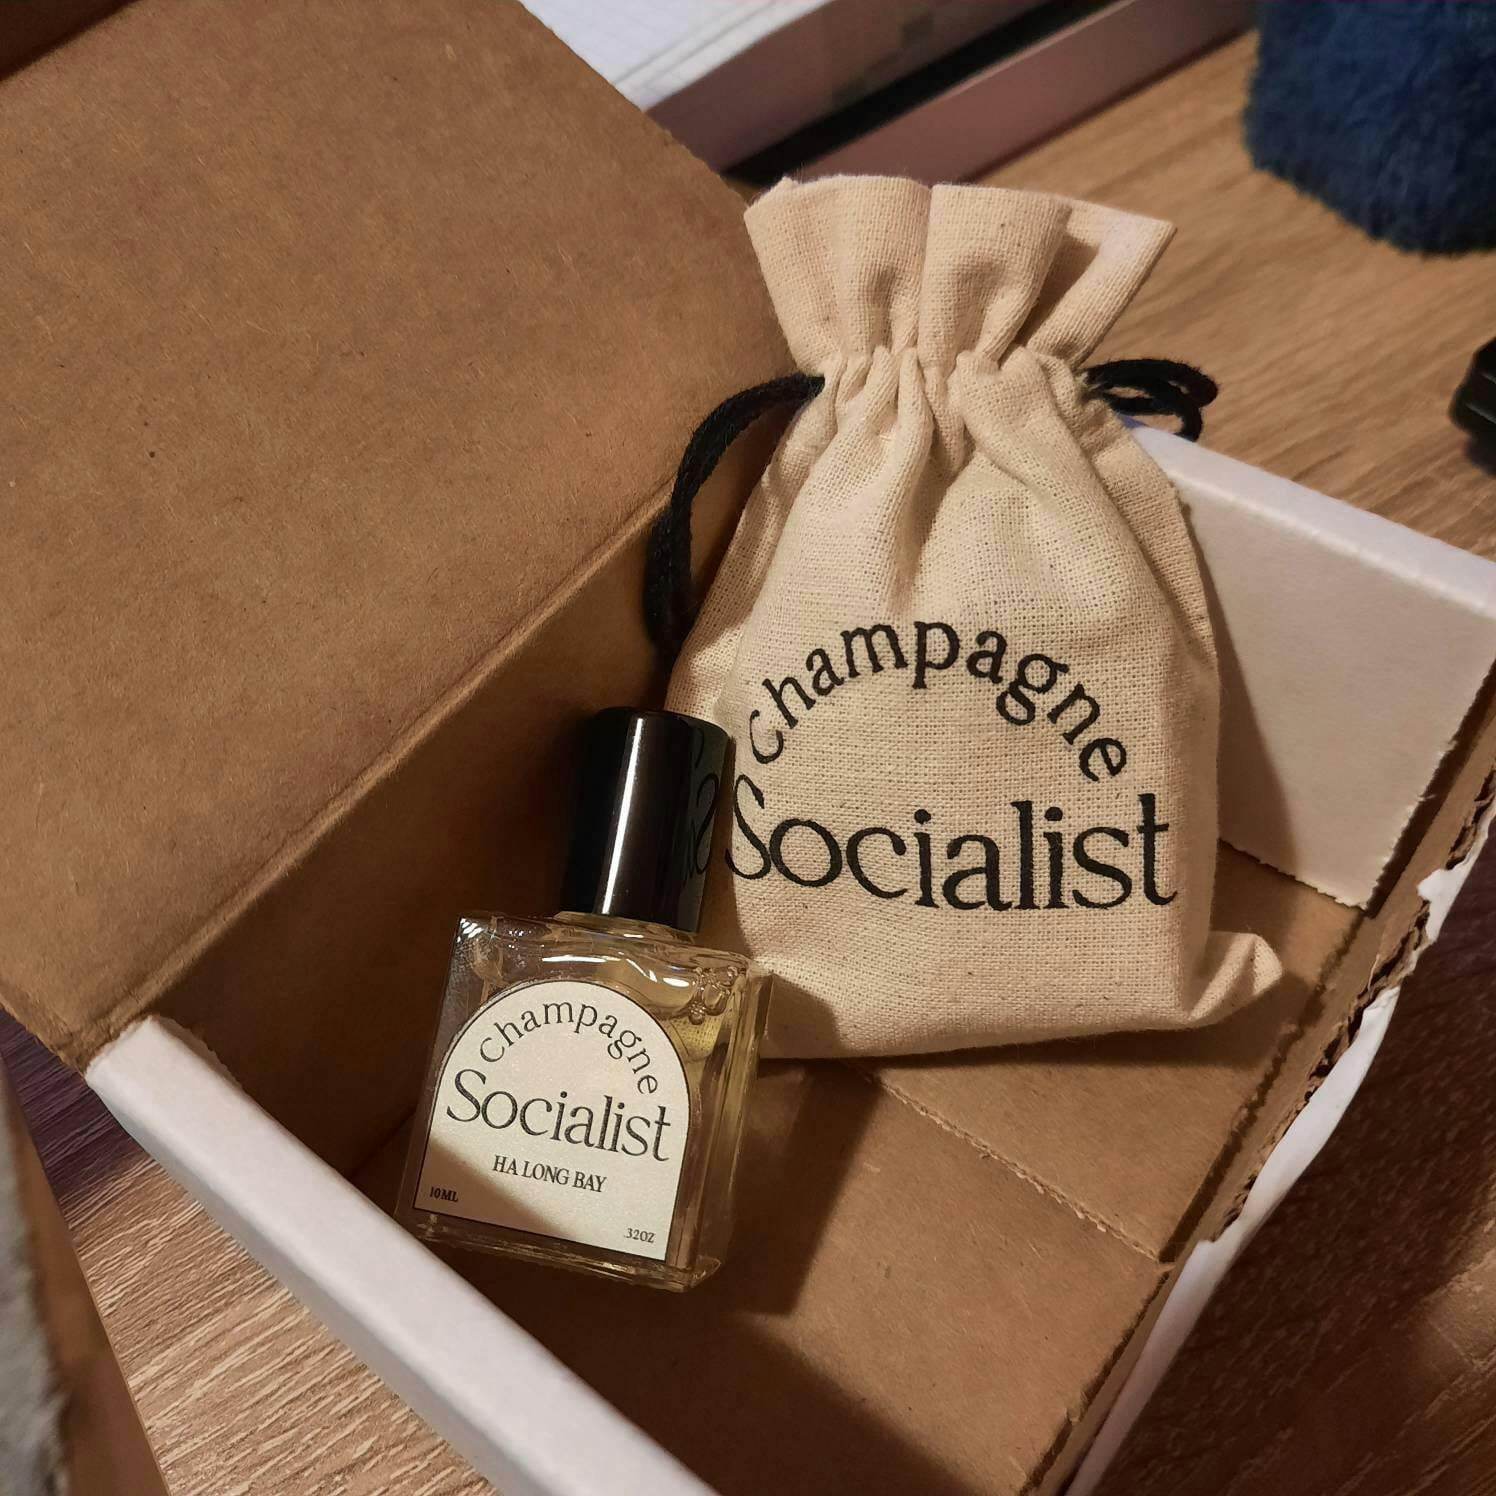 Champagne
Socialist
Champagne
Socialist
HA LONG BAY
10ML
.32OZ